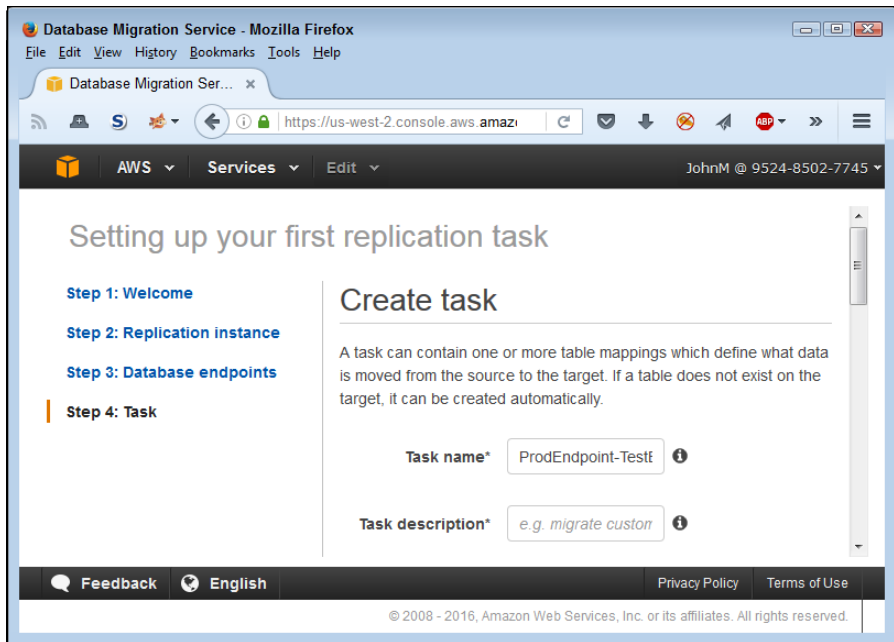 Database Migration Service - Mozilla Firefox
File Edit View History Bookmarks Tools Help
Database Migration Ser... ×
S https://us-west-2.console.aws.amaz ABP »
AWS Services Edit JohnM @ 9524-8502-7745
Setting up your first replication task
Step 1: Welcome
Step 2: Replication instance
Step 3: Database endpoints
Step 4: Task
Create task
A task can contain one or more table mappings which define what data
is moved from the source to the target. If a table does not exist on the
target, it can be created automatically.
Task name* ProdEndpoint-TestE
Task description* e.g. migrate custom
Feedback English Privacy Policy Terms of Use
© 2008 - 2016, Amazon Web Services, Inc. or its affiliates. All rights reserved.